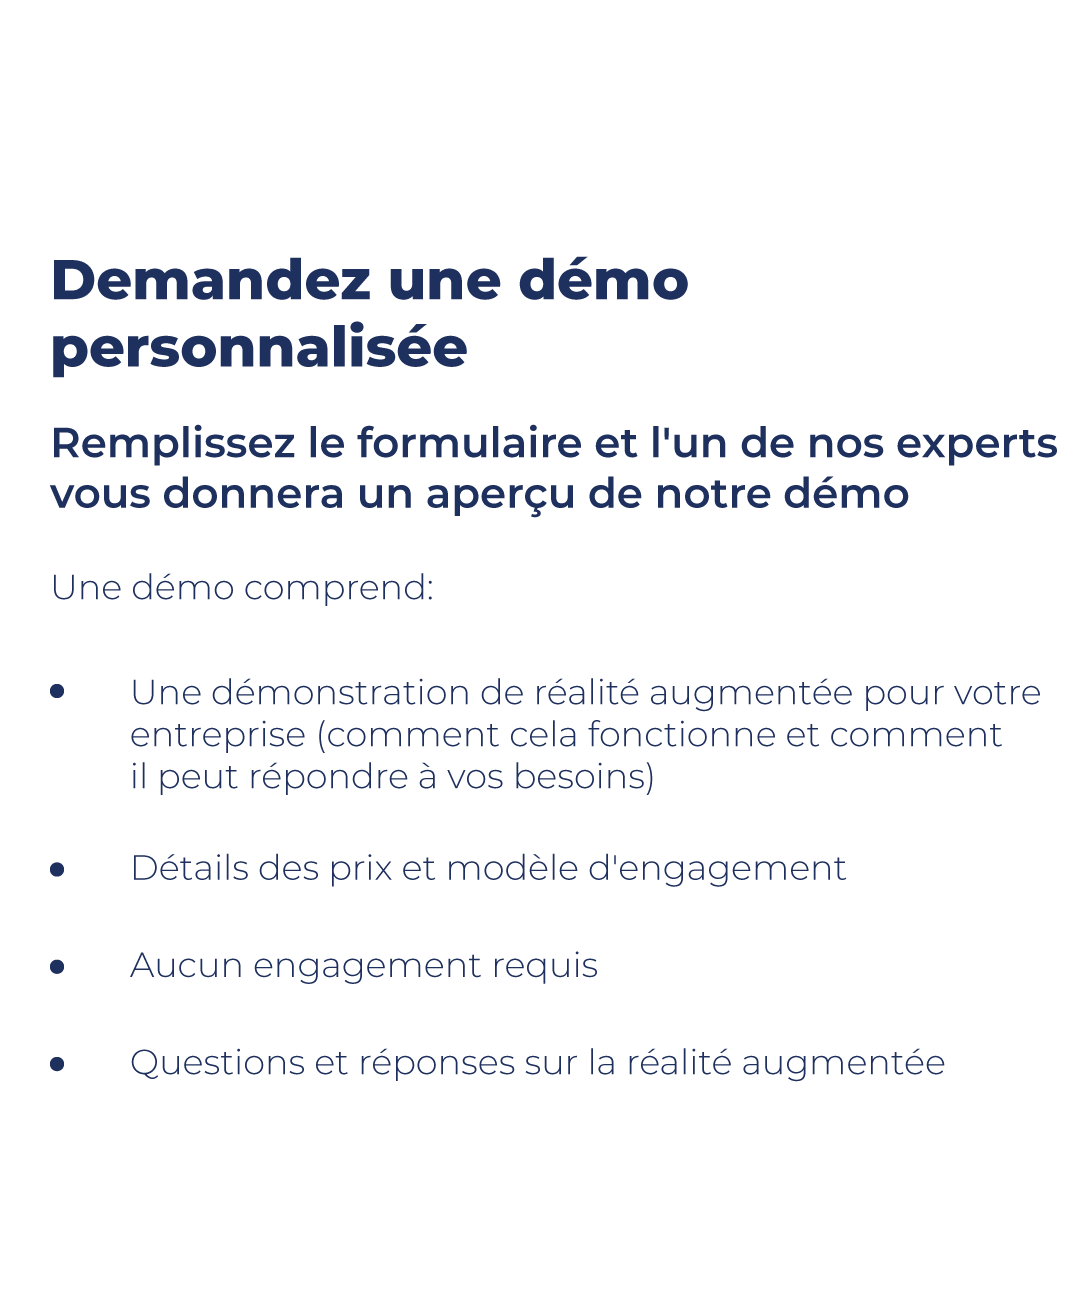 Demandez une démo
personnalisée
Remplissez le formulaire et l'un de nos experts
vous donnera un aperçu de notre démo
Une démo comprend:
• Une démonstration de réalité augmentée pour votre
entreprise (comment cela fonctionne et comment
il peut répondre à vos besoins)
• Détails des prix et modèle d'engagement
• Aucun engagement requis
• Questions et réponses sur la réalité augmentée